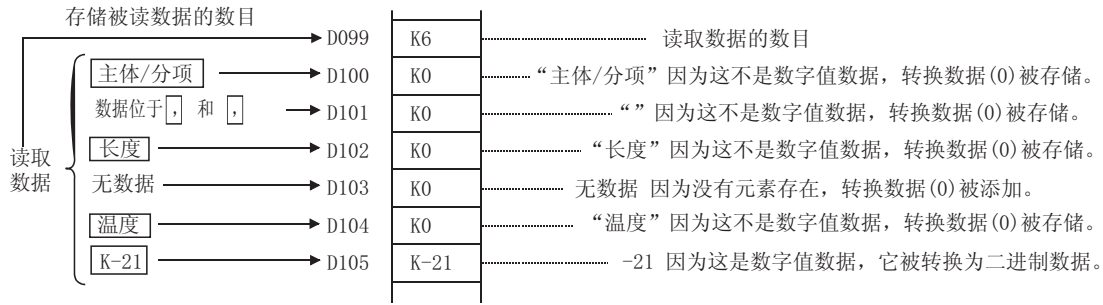 存储被读数据的数目
D099 K6 读取数据的数目
主体/分项 D100 K0 “主体/分项”因为这不是数字值数据，转换数据(0)被存储。
数据位于 ， 和 ， D101 K0 “”因为这不是数字值数据，转换数据(0)被存储。
长度 D102 K0 “长度”因为这不是数字值数据，转换数据(0)被存储。
读取
数据
无数据 D103 K0 无数据 因为没有元素存在，转换数据(0)被添加。
温度 D104 K0 “温度”因为这不是数字值数据，转换数据(0)被存储。
K-21 D105 K-21 -21 因为这是数字值数据，它被转换为二进制数据。